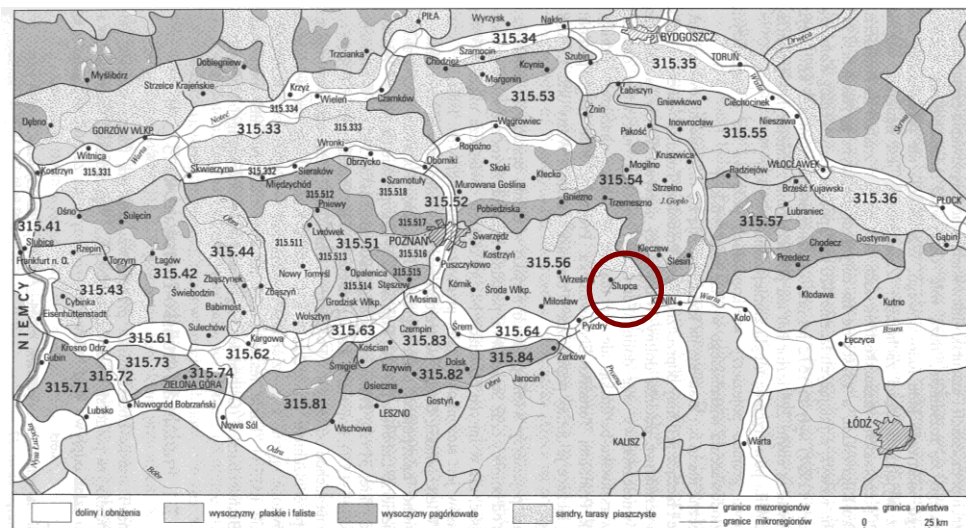 PIŁA
Wyrzysk
Nakło
BYDGOSZCZ
315.34
Trzcianka
Szamocin
Szubin
315.35
TORUŃ
Drwęca
Dobiegniew
Chodzież
Kcynia
Myślibórz
Margonin
Wisła
Strzelce Krajeńskie
Krzyż
Wieleń
Czarnków
315.53
Łabiszyn
Gniewkowo
Ciechocinek
315.334
Żnin
Dębno
Noteć
315.33
315.333
Wągrowiec
Pakość
Inowrocław
315.55
Nieszawa
Skrwa
GORZÓW WLKP.
Wronki
Rogoźno
Witnica
Warta
Obrzycko
Oborniki
Skoki
Kruszwica
Kostrzyn
315.331
Skwierzyna
315.332
Sieraków
Kłecko
Mogilno
315.54
Radziejów
WŁOCŁAWEK
Międzychód
Szamotuły
315.518
Murowana Goślina
Strzelno
Brześć Kujawski
315.512
315.52
Gniezno
Trzemeszno
J.Gopło
315.36
Ośno
Sulęcin
Obra
Pniewy
Pobiedziska
Lubraniec
PŁOCK
315.41
Lwówek
315.517
315.57
Słubice
315.44
315.511
315.51
POZNAŃ
Swarzędz
Kleczew
Gostynin
Gąbin
Frankfurt n. O.
Rzepin
Torzym
Łagów
315.513
315.516
Kostrzyn
315.56
Ślesin
Chodecz
315.42
Zbąszynek
Nowy Tomyśl
Opalenica
315.515
Puszczykowo
Września
Przedecz
315.43
Świebodzin
Zbąszyń
315.514
Stęszew
Kórnik
Słupca
Kłodawa
Kutno
Cybinka
Babimost
Grodzisk Wlkp.
Mosina
Środa Wlkp.
Miłosław
KONIN
Warta
Koło
NIEMCY
Eisenhüttenstadt
Sulechów
Wolsztyn
315.63
Czempiń
Śrem
315.64
Pyzdry
Bzura
315.61
Kargowa
Kościan
315.83
Łęczyca
Krosno Odrz.
315.62
Śmigiel
Krzywiń
Dolsk
315.84
Żerków
Gubin
315.73
315.74
315.82
Prosna
315.71
315.72
ZIELONA GÓRA
Osieczna
Obra
Jarocin
Lubsko
Nowogród Bobrzański
315.81
LESZNO
Gostyń
Nowa Sól
Wschowa
ŁÓDŹ
Nysa Łużycka
Bóbr
Odra
KALISZ
Warta
doliny i obniżenia
wysoczyzny płaskie i faliste
wysoczyzny pagórkowate
sandry, tarasy piaszczyste
granice mezoregionów
granice mikroregionów
granica państwa
0 25 km